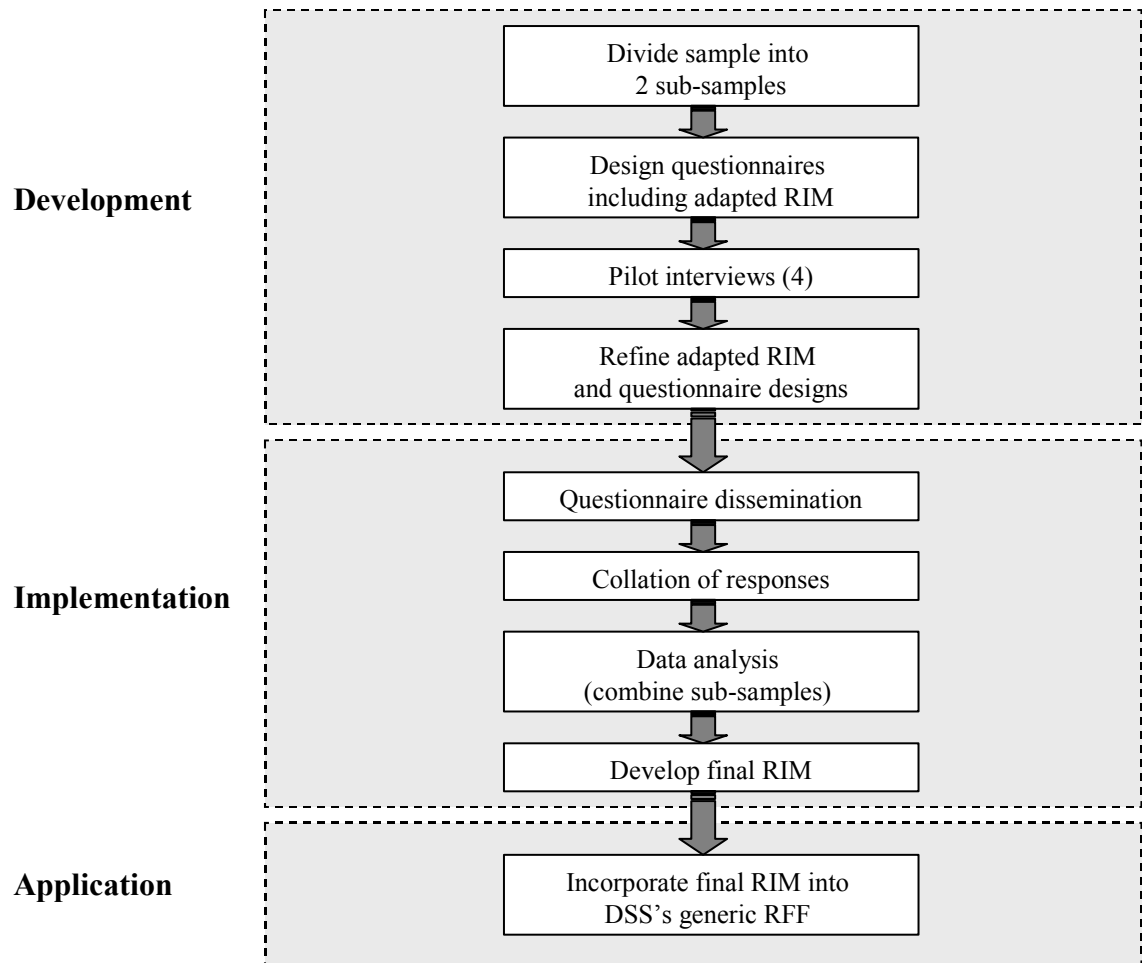 Divide sample into
2 sub-samples
Development
Design questionnaires
including adapted RIM
Pilot interviews (4)
Refine adapted RIM
and questionnaire designs
Implementation
Questionnaire dissemination
Collation of responses
Data analysis
(combine sub-samples)
Develop final RIM
Application
Incorporate final RIM into
DSS's generic RFF